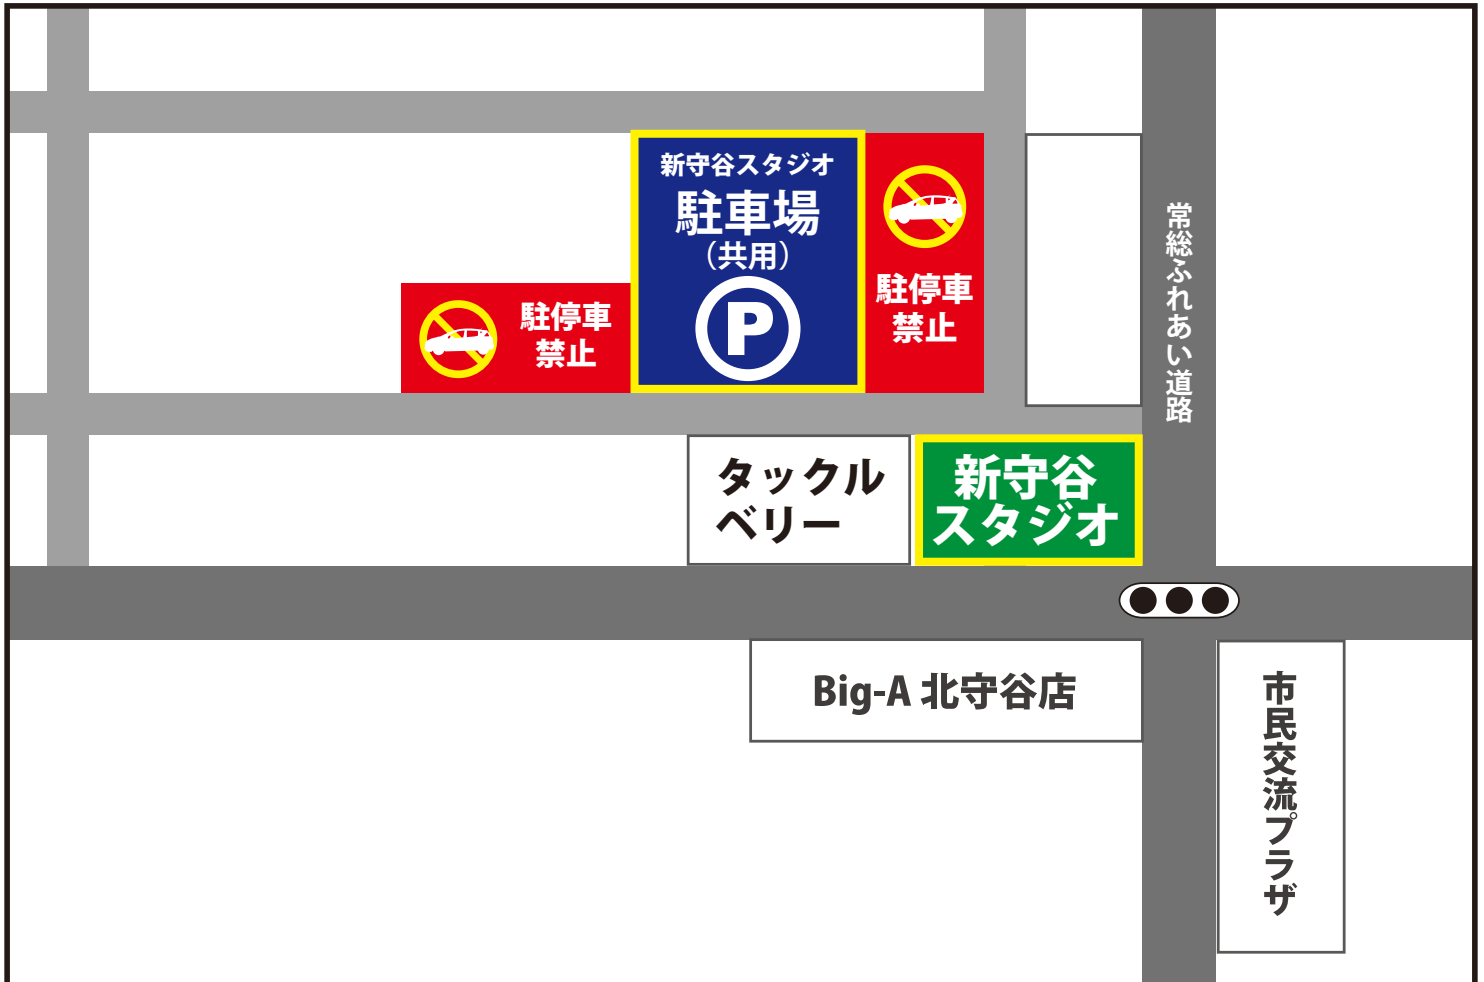 新守谷スタジオ
駐車場
（共用）
P
駐停車
禁止
駐停車
禁止
常総ふれあい道路
タックル
ベリー
新守谷
スタジオ
Big-A 北守谷店
市民交流プラザ